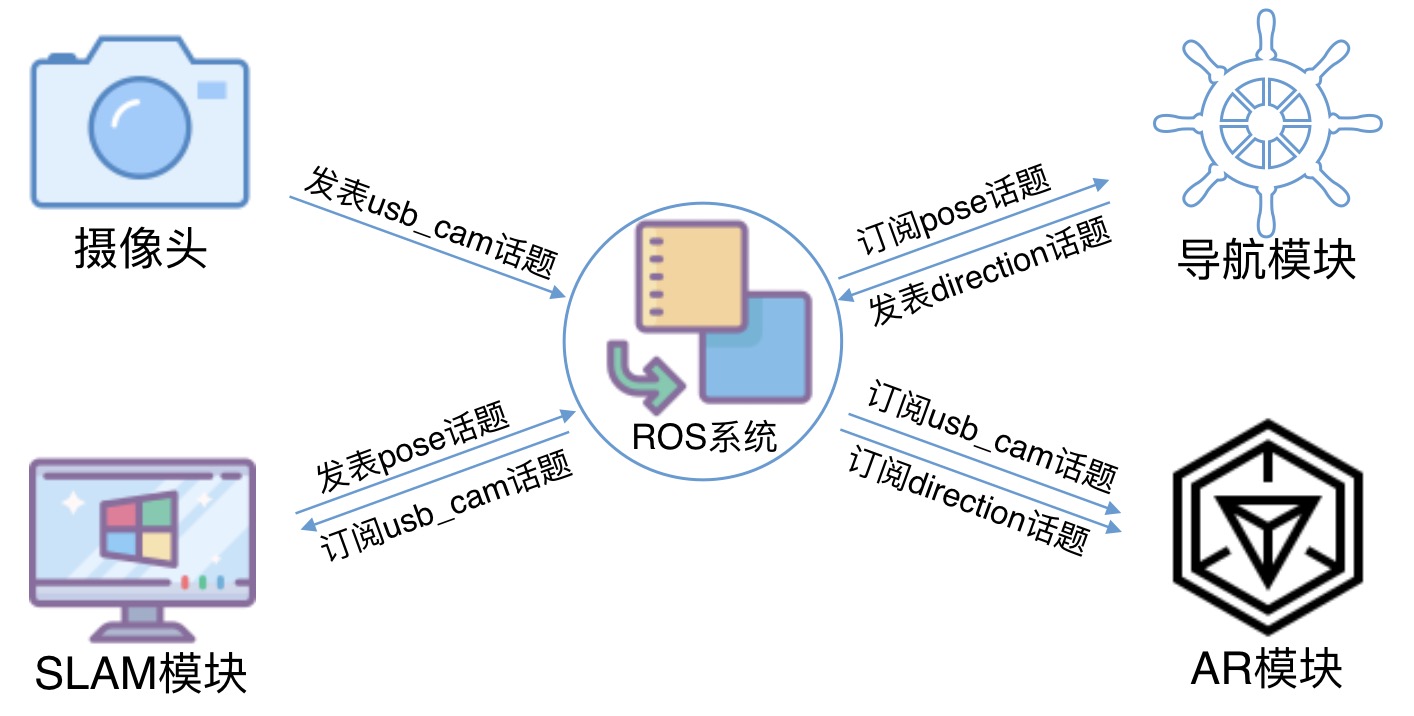 摄像头
发表usb_cam话题
订阅pose话题
发表direction话题
导航模块
ROS系统
发表pose话题
订阅usb_cam话题
订阅usb_cam话题
订阅direction话题
SLAM模块
AR模块